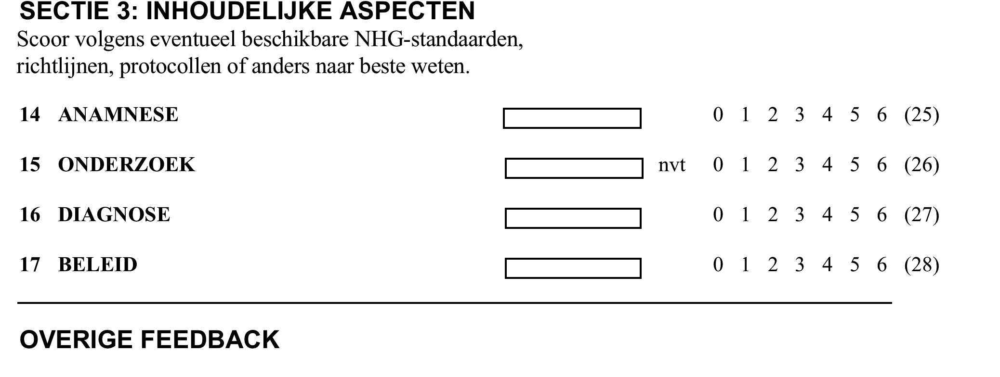 SECTIE 3: INHOUDELIJKE ASPECTEN
Scoor volgens eventueel beschikbare NHG-standaarden,
richtlijnen, protocollen of anders naar beste weten.
14 ANAMNESE 0 1 2 3 4 5 6 (25)
15 ONDERZOEK nvt 0 1 2 3 4 5 6 (26)
16 DIAGNOSE 0 1 2 3 4 5 6 (27)
17 BELEID 0 1 2 3 4 5 6 (28)
OVERIGE FEEDBACK